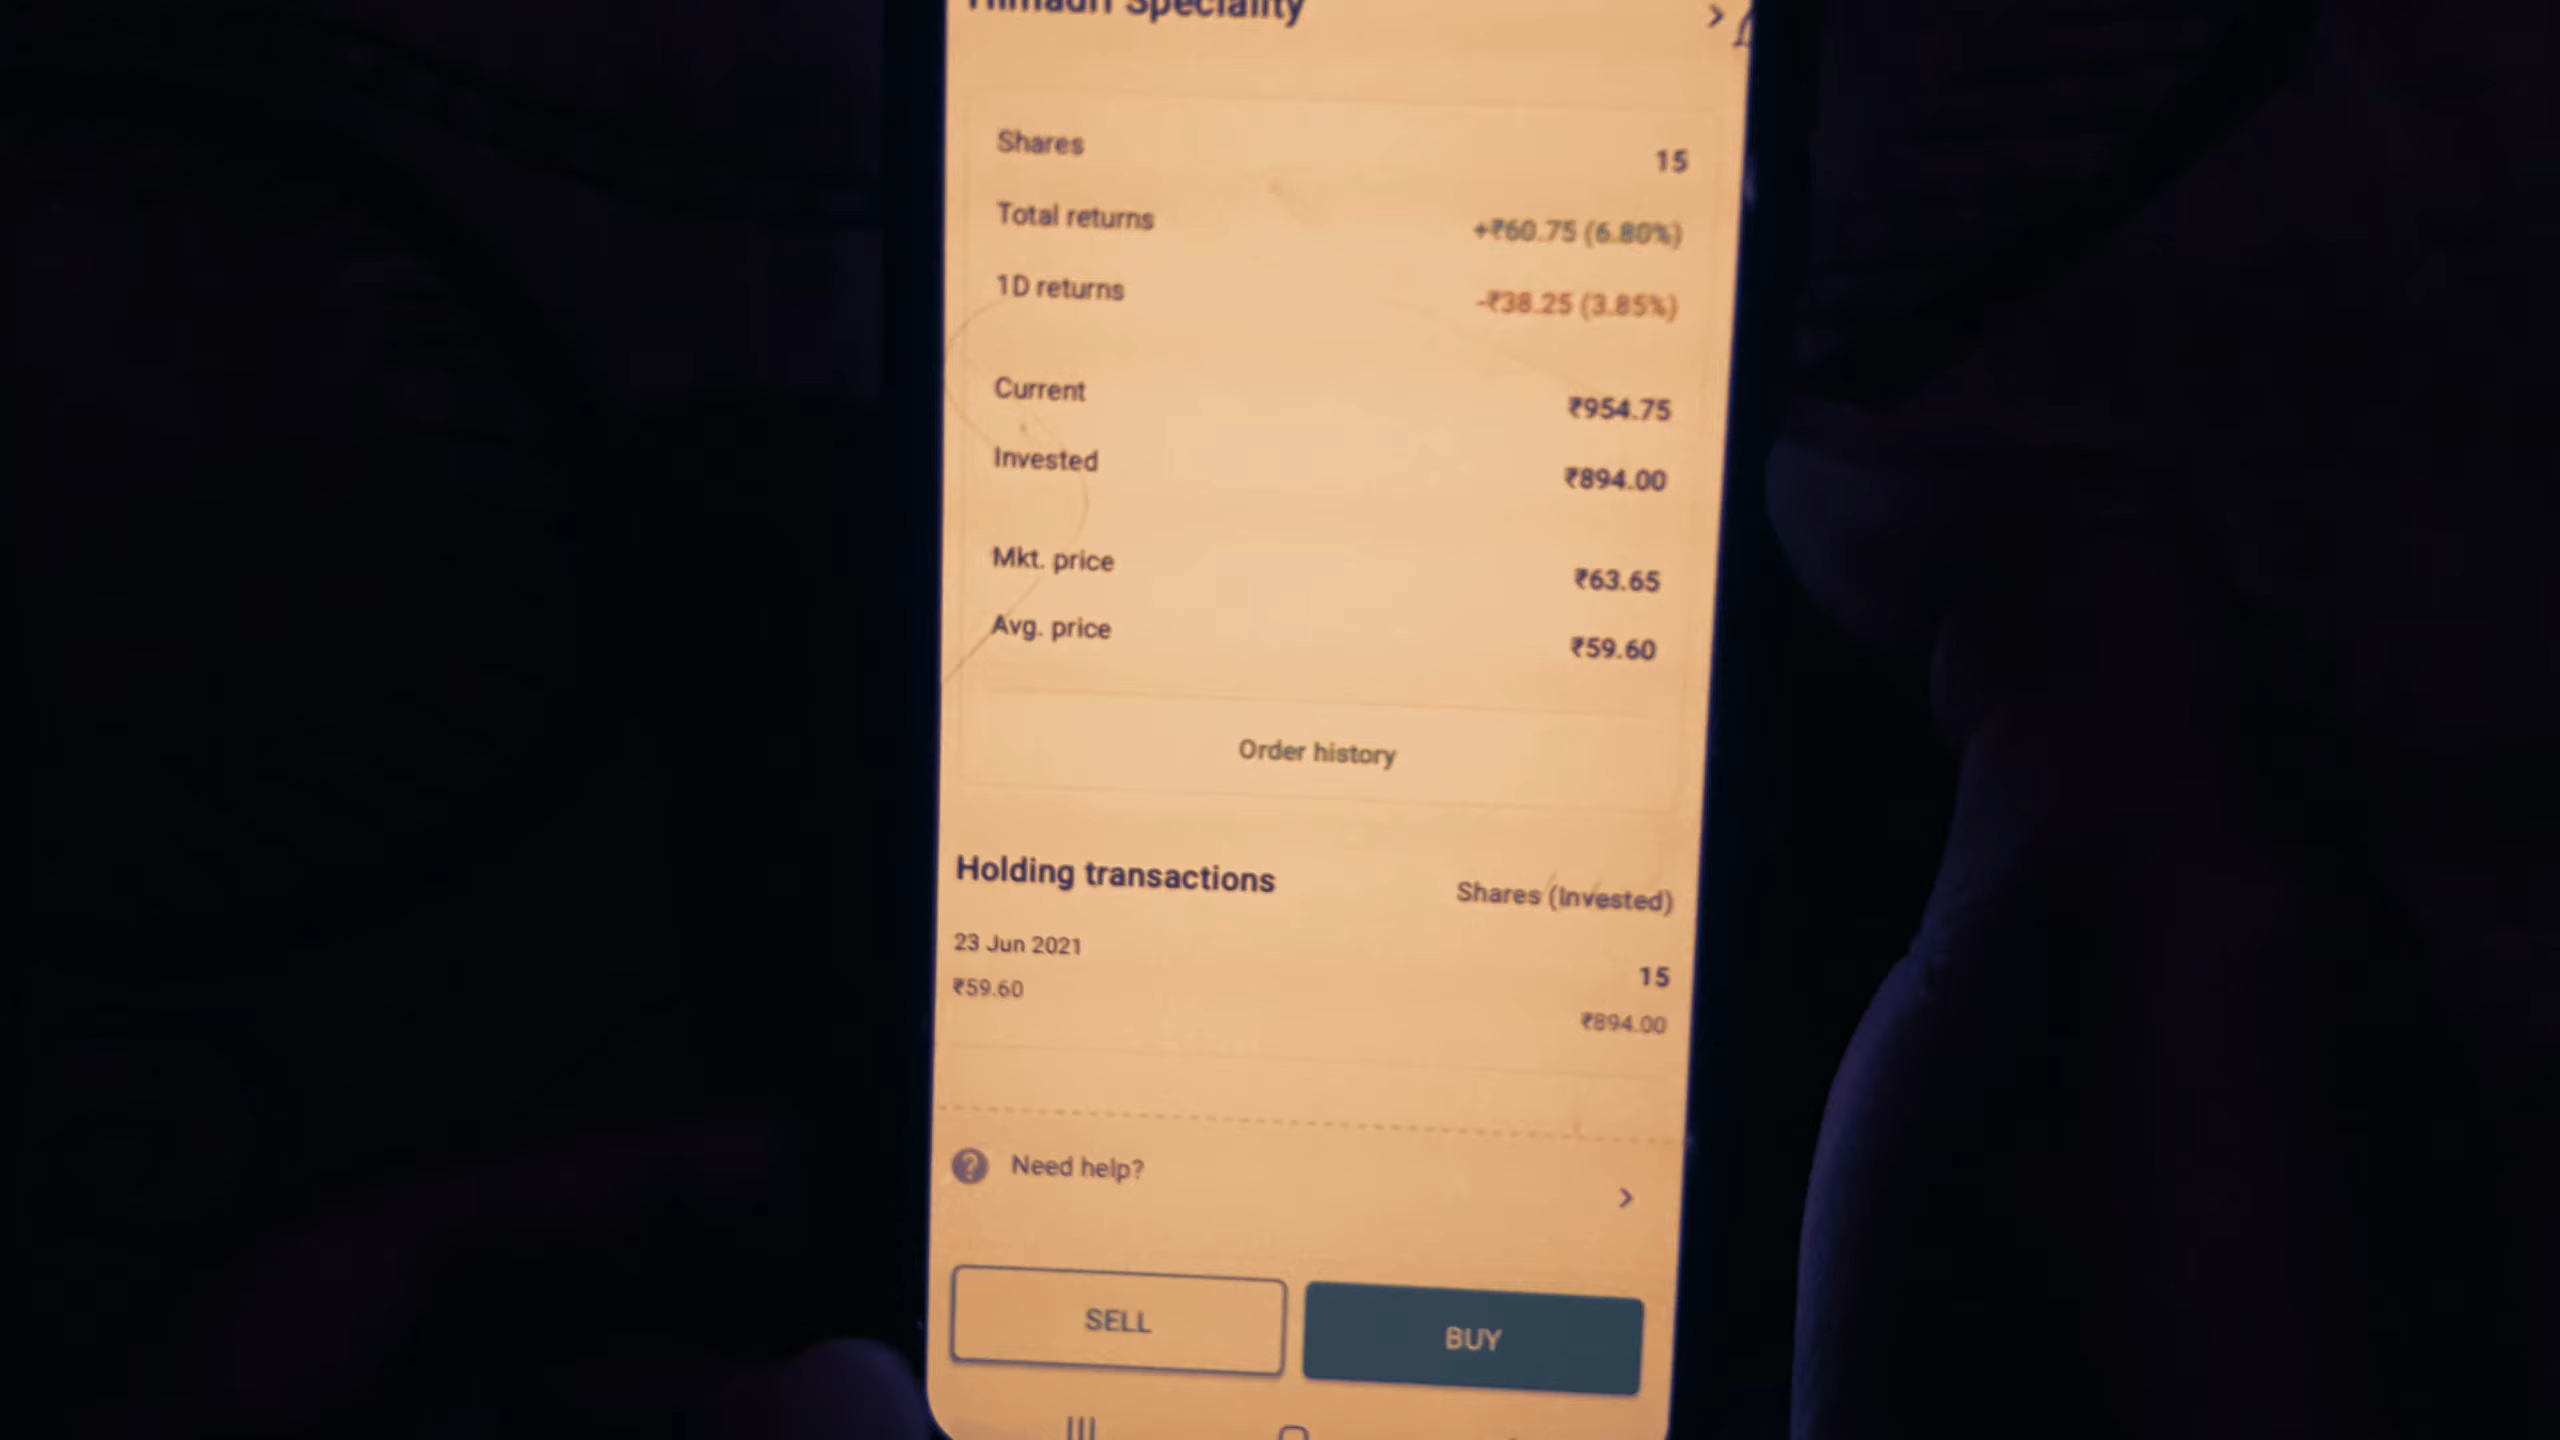 Himadri Speciality
Shares 15
Total returns +₹60.75 (6.80%)
1D returns -₹38.25 (3.85%)
Current ₹954.75
Invested ₹894.00
Mkt. price ₹63.65
Avg. price ₹59.60
Order history
Holding transactions Shares (Invested)
23 Jun 2021 15
₹59.60 ₹894.00
Need help?
SELL BUY